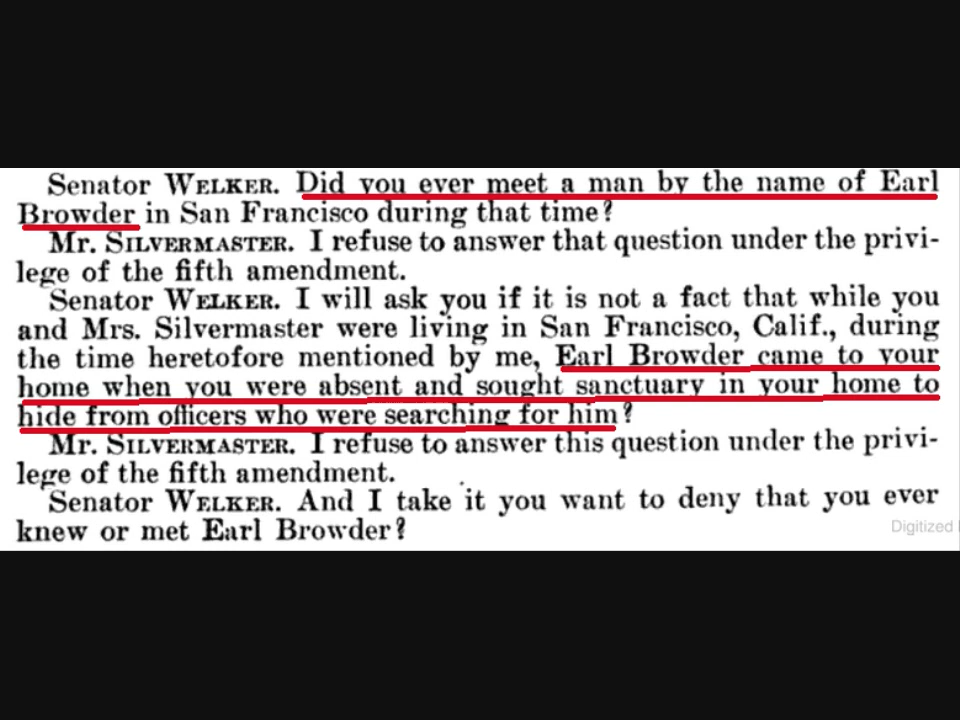 Senator WELKER. Did you ever meet a man by the name of Earl
Browder in San Francisco during that time?
Mr. SILVERMASTER. I refuse to answer that question under the privi-
lege of the fifth amendment.
Senator WELKER. I will ask you if it is not a fact that while you
and Mrs. Silvermaster were living in San Francisco, Calif., during
the time heretofore mentioned by me, Earl Browder came to your
home when you were absent and sought sanctuary in your home to
hide from officers who were searching for him?
Mr. SILVERMASTER. I refuse to answer this question under the privi-
lege of the fifth amendment.
Senator WELKER. And I take it you want to deny that you ever
knew or met Earl Browder?
Digitized